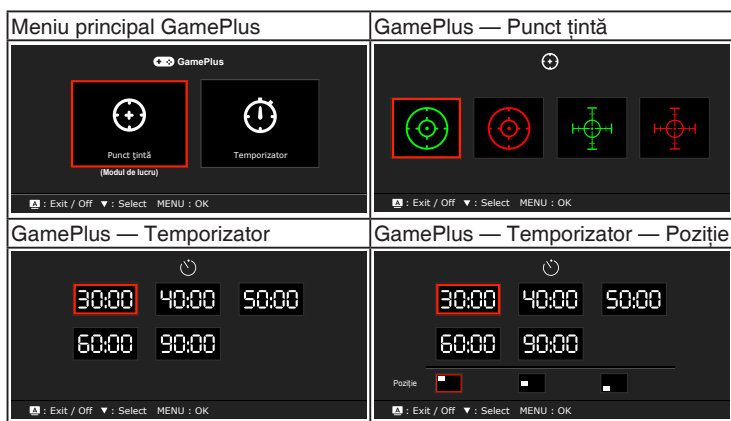 Meniu principal GamePlus
GamePlus
Punct țintă
Temporizator
(Modul de lucru)
A : Exit / Off ▼ : Select MENU : OK
GamePlus — Punct țintă
A : Exit / Off ▼ : Select MENU : OK
GamePlus — Temporizator
30:00 40:00 50:00
60:00 90:00
A : Exit / Off ▼ : Select MENU : OK
GamePlus — Temporizator — Poziție
30:00 40:00 50:00
60:00 90:00
Poziție
A : Exit / Off ▼ : Select MENU : OK